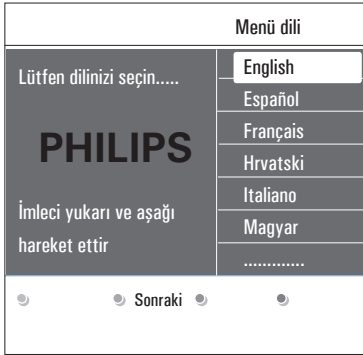 Menü dili
Lütfen dilinizi seçin.....
PHILIPS
İmleci yukarı ve aşağı
hareket ettir
English
Español
Français
Hrvatski
Italiano
Magyar
.............
Sonraki